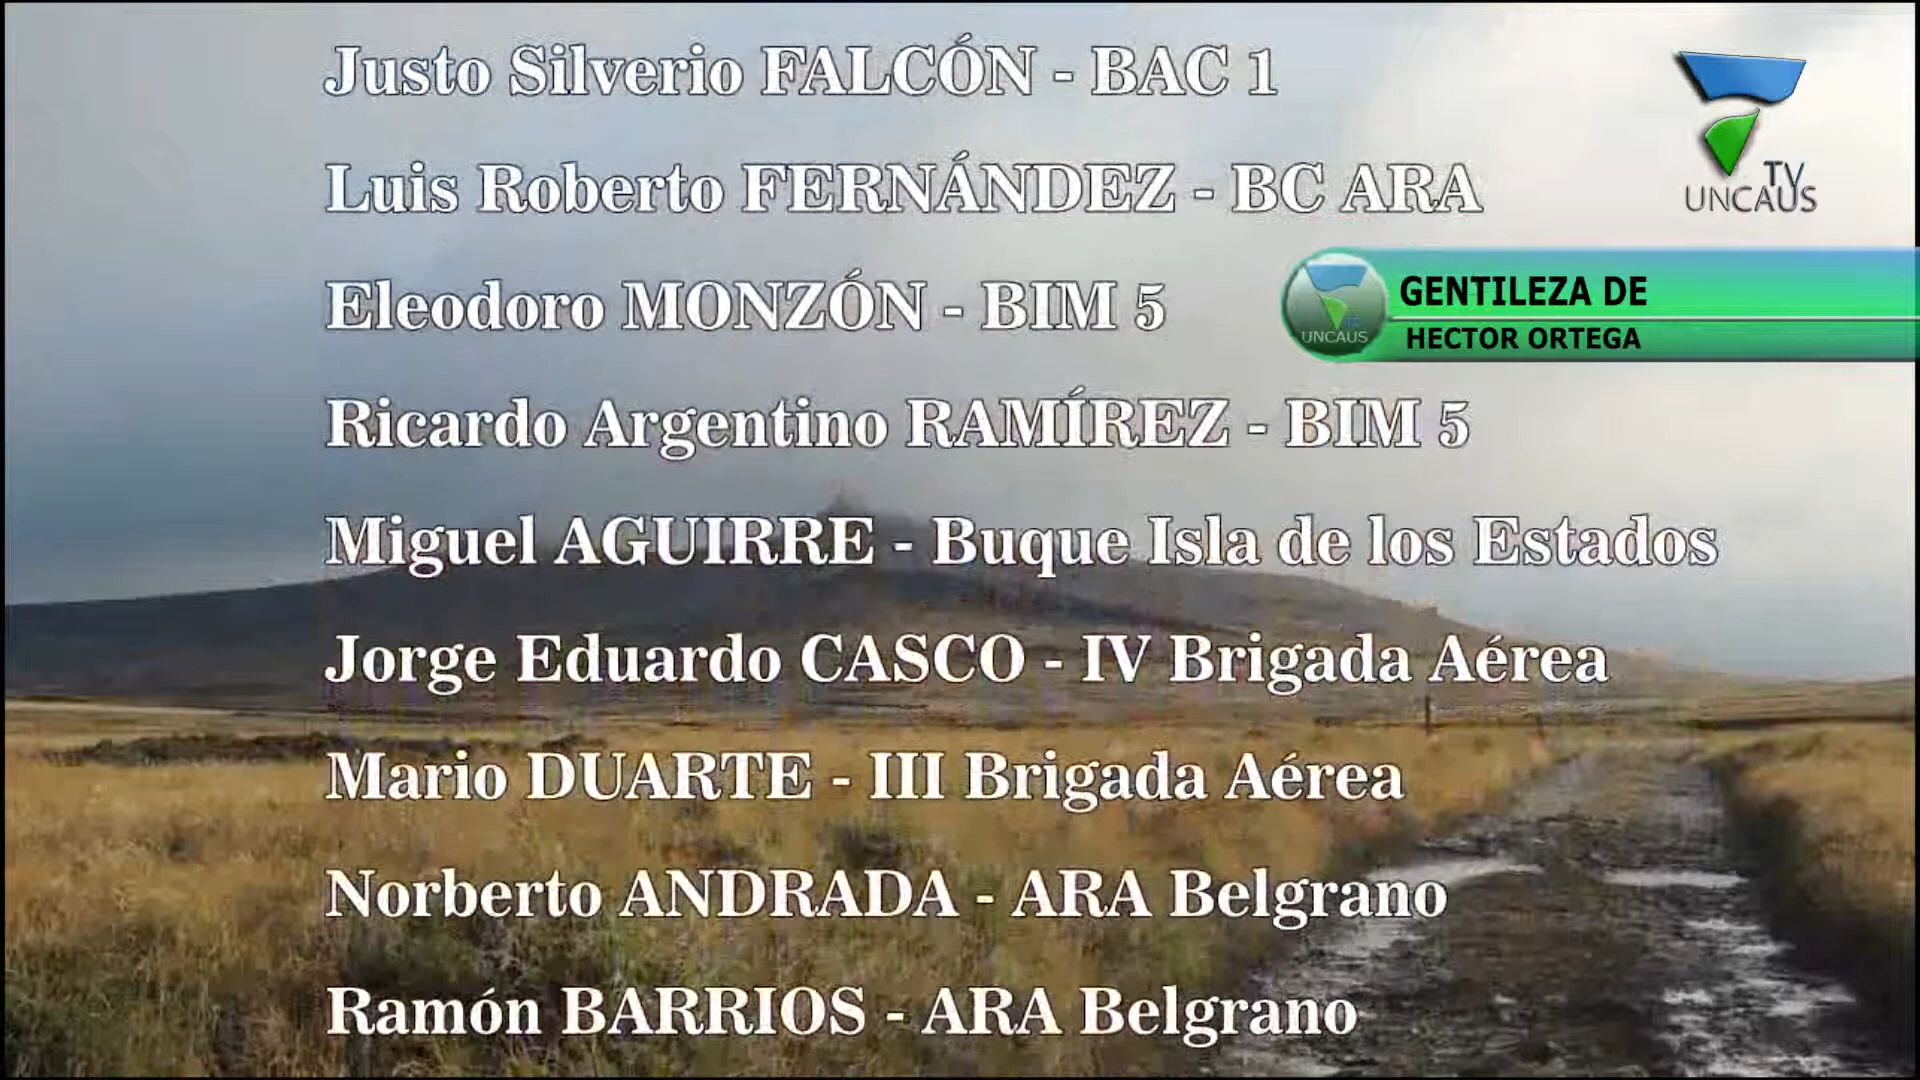 Justo Silverio FALCÓN - BAC 1
Luis Roberto FERNÁNDEZ - BC ARA
Eleodoro MONZÓN - BIM 5
Ricardo Argentino RAMÍREZ - BIM 5
Miguel AGUIRRE - Buque Isla de los Estados
Jorge Eduardo CASCO - IV Brigada Aérea
Mario DUARTE - III Brigada Aérea
Norberto ANDRADA - ARA Belgrano
Ramón BARRIOS - ARA Belgrano
TV
UNCAUS
TV
UNCAUS
GENTILEZA DE
HECTOR ORTEGA